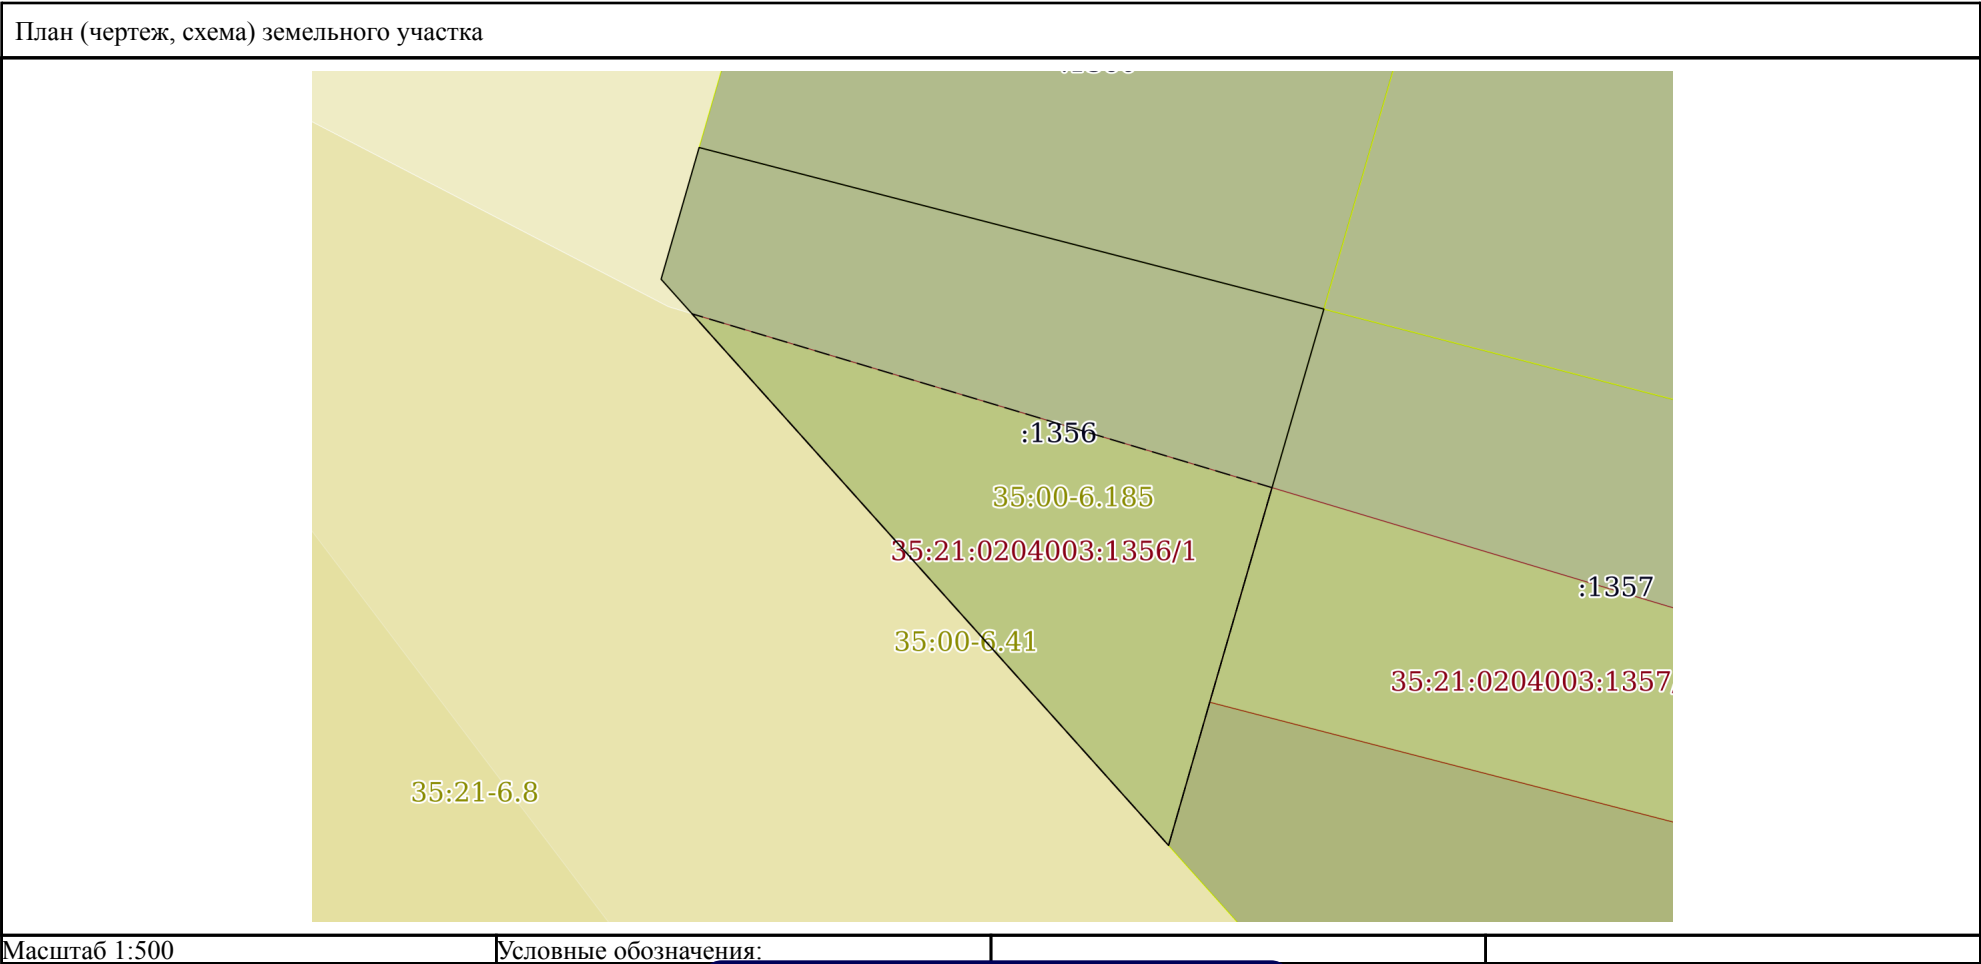 План (чертеж, схема) земельного участка
:1356
35:00-6.185
35:21:0204003:1356/1
:1357
35:00-6.41
35:21:0204003:1357
35:21-6.8
Масштаб 1:500
Условные обозначения: